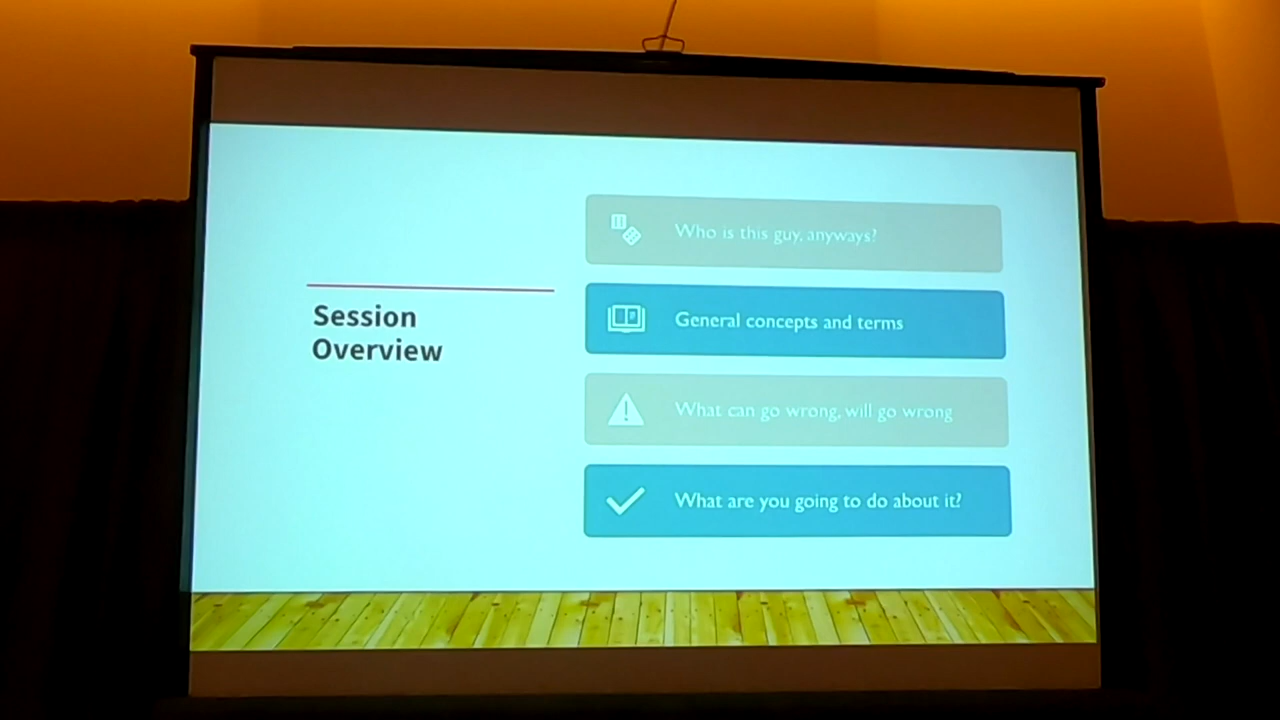 Session
Overview
Who is this guy, anyways?
General concepts and terms
What can go wrong, will go wrong
What are you going to do about it?